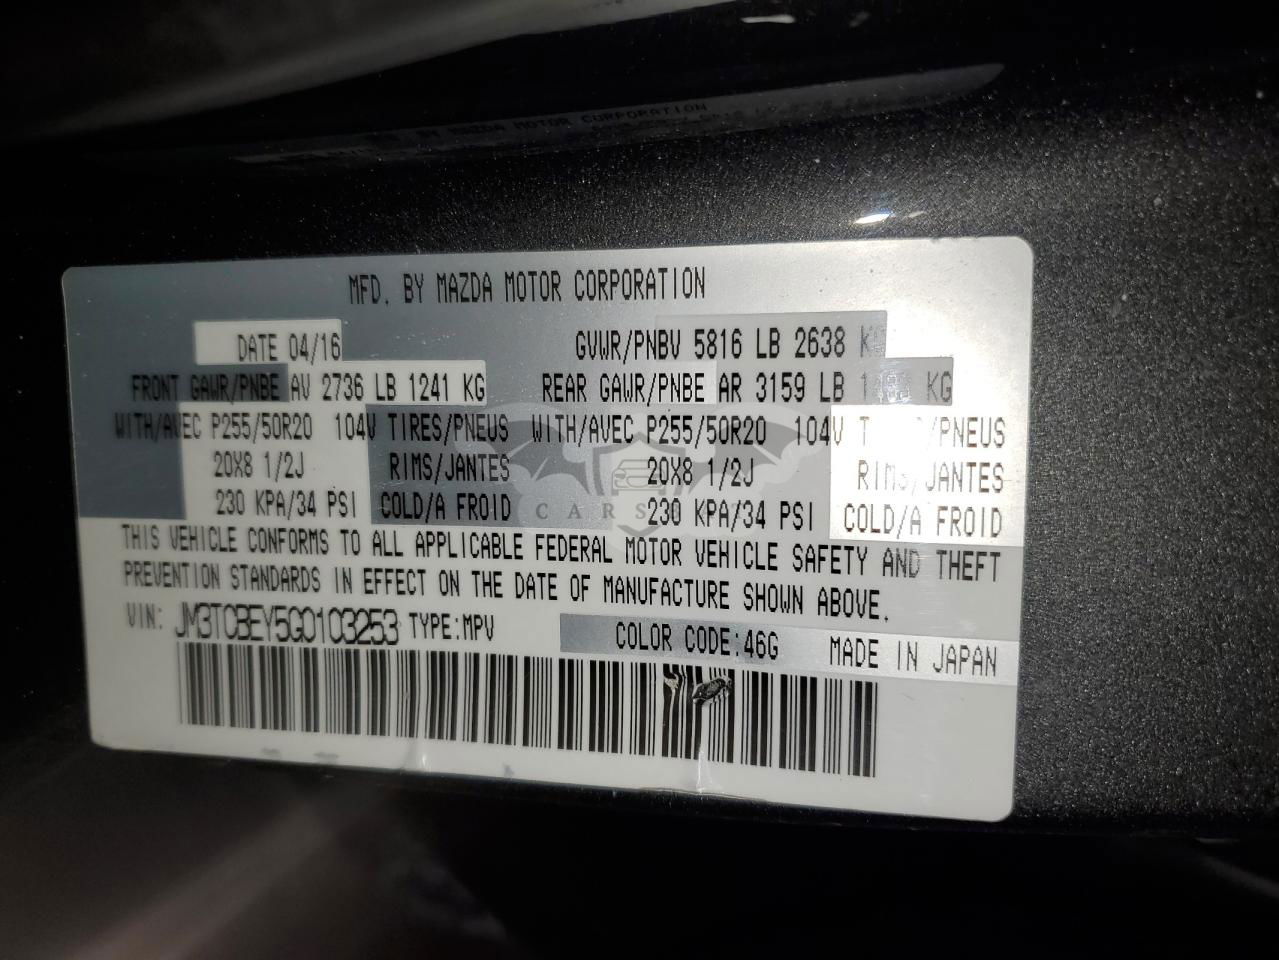 MFD. BY MAZDA MOTOR CORPORATION
DATE 04/16 GVWR/PNBV 5816 LB 2638 KG
FRONT GAWR/PNBE AV 2736 LB 1241 KG REAR GAWR/PNBE AR 3159 LB KG
WITH/AVEC P255/50R20 104V TIRES/PNEUS WITH/AVEC P255/50R20 104V /PNEUS
20X8 1/2J RIMS/JANTES 20X8 1/2J RIMS/JANTES
230 KPA/34 PSI COLD/A FROID 230 KPA/34 PSI COLD/A FROID
THIS VEHICLE CONFORMS TO ALL APPLICABLE FEDERAL MOTOR VEHICLE SAFETY AND THEFT
PREVENTION STANDARDS IN EFFECT ON THE DATE OF MANUFACTURE SHOWN ABOVE.
VIN: JM3TCBEY5G0103253 TYPE:MPV COLOR CODE:46G MADE IN JAPAN